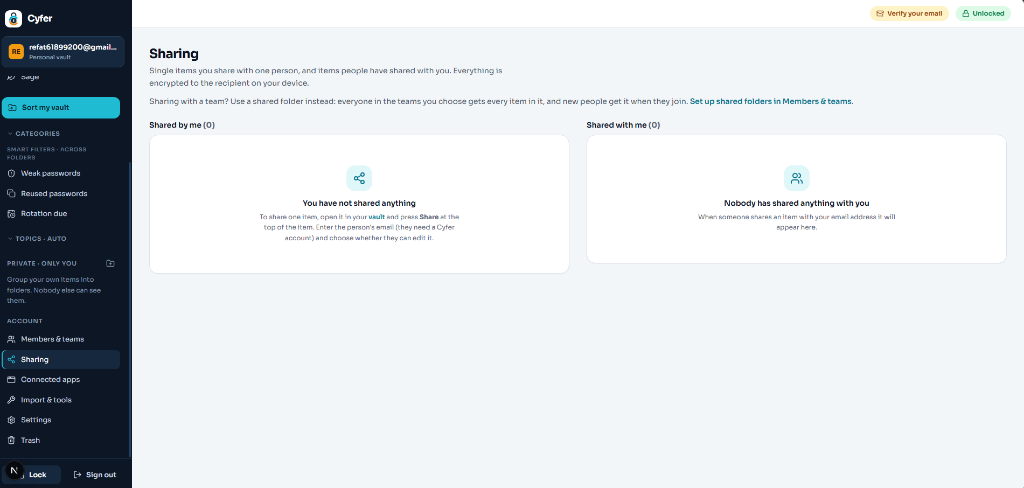 Cyfer
Verify your email
Unlocked
RE
refat61899200@gmail...
Personal vault
Sort my vault
CATEGORIES
SMART FILTERS · ACROSS
FOLDERS
Weak passwords
Reused passwords
Rotation due
TOPICS · AUTO
PRIVATE · ONLY YOU
Group your own items into
folders. Nobody else can see
them.
ACCOUNT
Members & teams
Sharing
Connected apps
Import & tools
Settings
Trash
N
Lock
Sign out
Sharing
Single items you share with one person, and items people have shared with you. Everything is
encrypted to the recipient on your device.
Sharing with a team? Use a shared folder instead: everyone in the teams you choose gets every item in it, and new people get it when they join. Set up shared folders in Members & teams.
Shared by me (0)
You have not shared anything
To share one item, open it in your vault and press Share at the
top of the item. Enter the person's email (they need a Cyfer
account) and choose whether they can edit it.
Shared with me (0)
Nobody has shared anything with you
When someone shares an item with your email address it will
appear here.